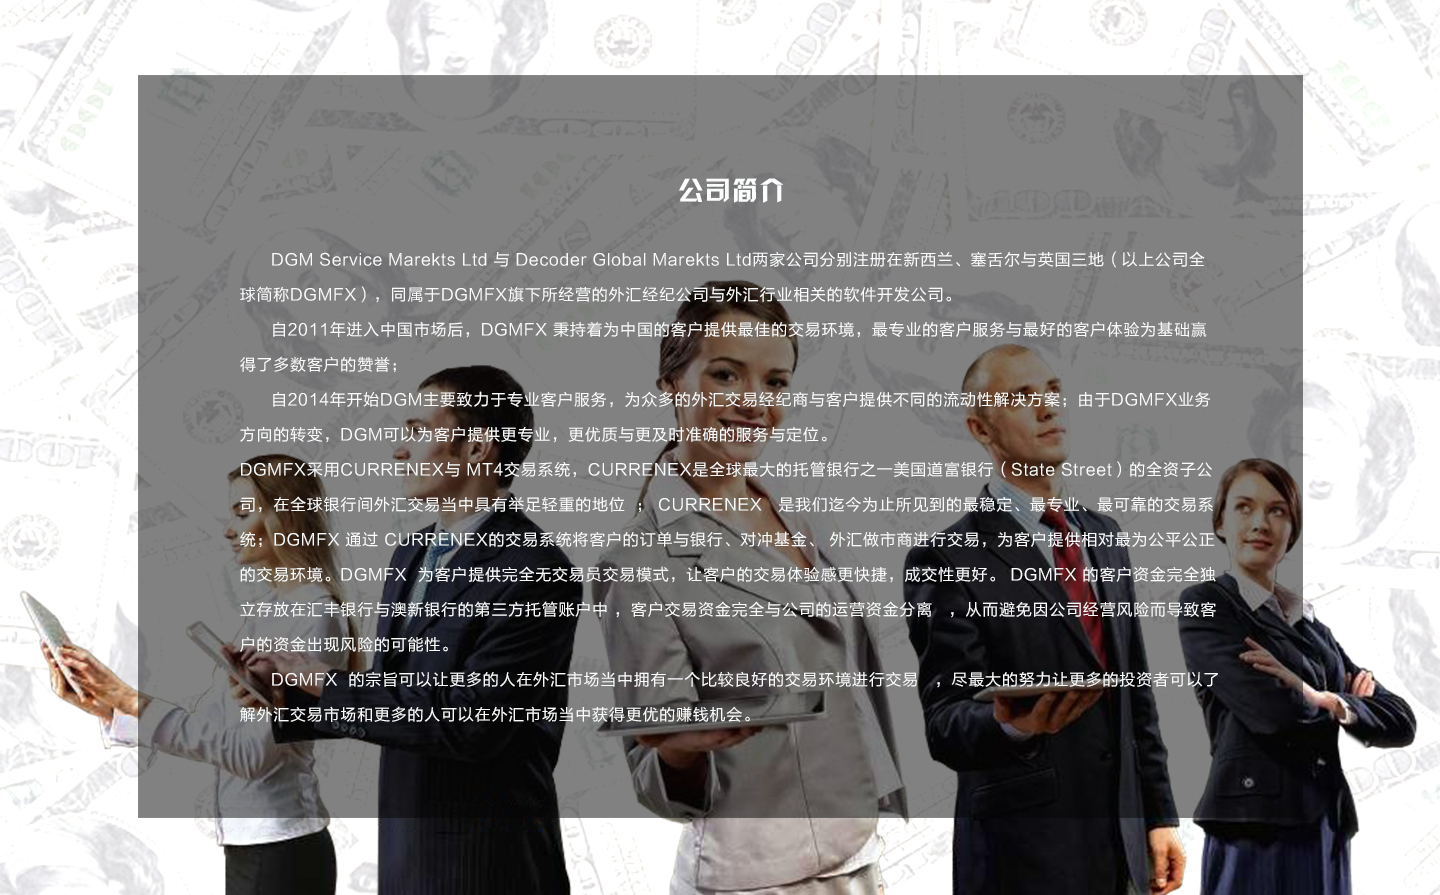 公司简介
DGM Service Marekts Ltd 与 Decoder Global Marekts Ltd两家公司分别注册在新西兰、塞舌尔与英国三地（以上公司全
球简称DGMFX），同属于DGMFX旗下所经营的外汇经纪公司与外汇行业相关的软件开发公司。
自2011年进入中国市场后，DGMFX 秉持着为中国的客户提供最佳的交易环境，最专业的客户服务与最好的客户体验为基础赢
得了多数客户的赞誉；
自2014年开始DGM主要致力于专业客户服务，为众多的外汇交易经纪商与客户提供不同的流动性解决方案；由于DGMFX业务
方向的转变，DGM可以为客户提供更专业，更优质与更及时准确的服务与定位。
DGMFX采用CURRENEX与 MT4交易系统，CURRENEX是全球最大的托管银行之一美国道富银行（State Street）的全资子公
司，在全球银行间外汇交易当中具有举足轻重的地位 ； CURRENEX 是我们迄今为止所见到的最稳定、最专业、最可靠的交易系
统；DGMFX 通过 CURRENEX的交易系统将客户的订单与银行、对冲基金、 外汇做市商进行交易，为客户提供相对最为公平公正
的交易环境。DGMFX 为客户提供完全无交易员交易模式，让客户的交易体验感更快捷，成交性更好。 DGMFX 的客户资金完全独
立存放在汇丰银行与澳新银行的第三方托管账户中 ，客户交易资金完全与公司的运营资金分离 ，从而避免因公司经营风险而导致客
户的资金出现风险的可能性。
DGMFX 的宗旨可以让更多的人在外汇市场当中拥有一个比较良好的交易环境进行交易 ，尽最大的努力让更多的投资者可以了
解外汇交易市场和更多的人可以在外汇市场当中获得更优的赚钱机会。